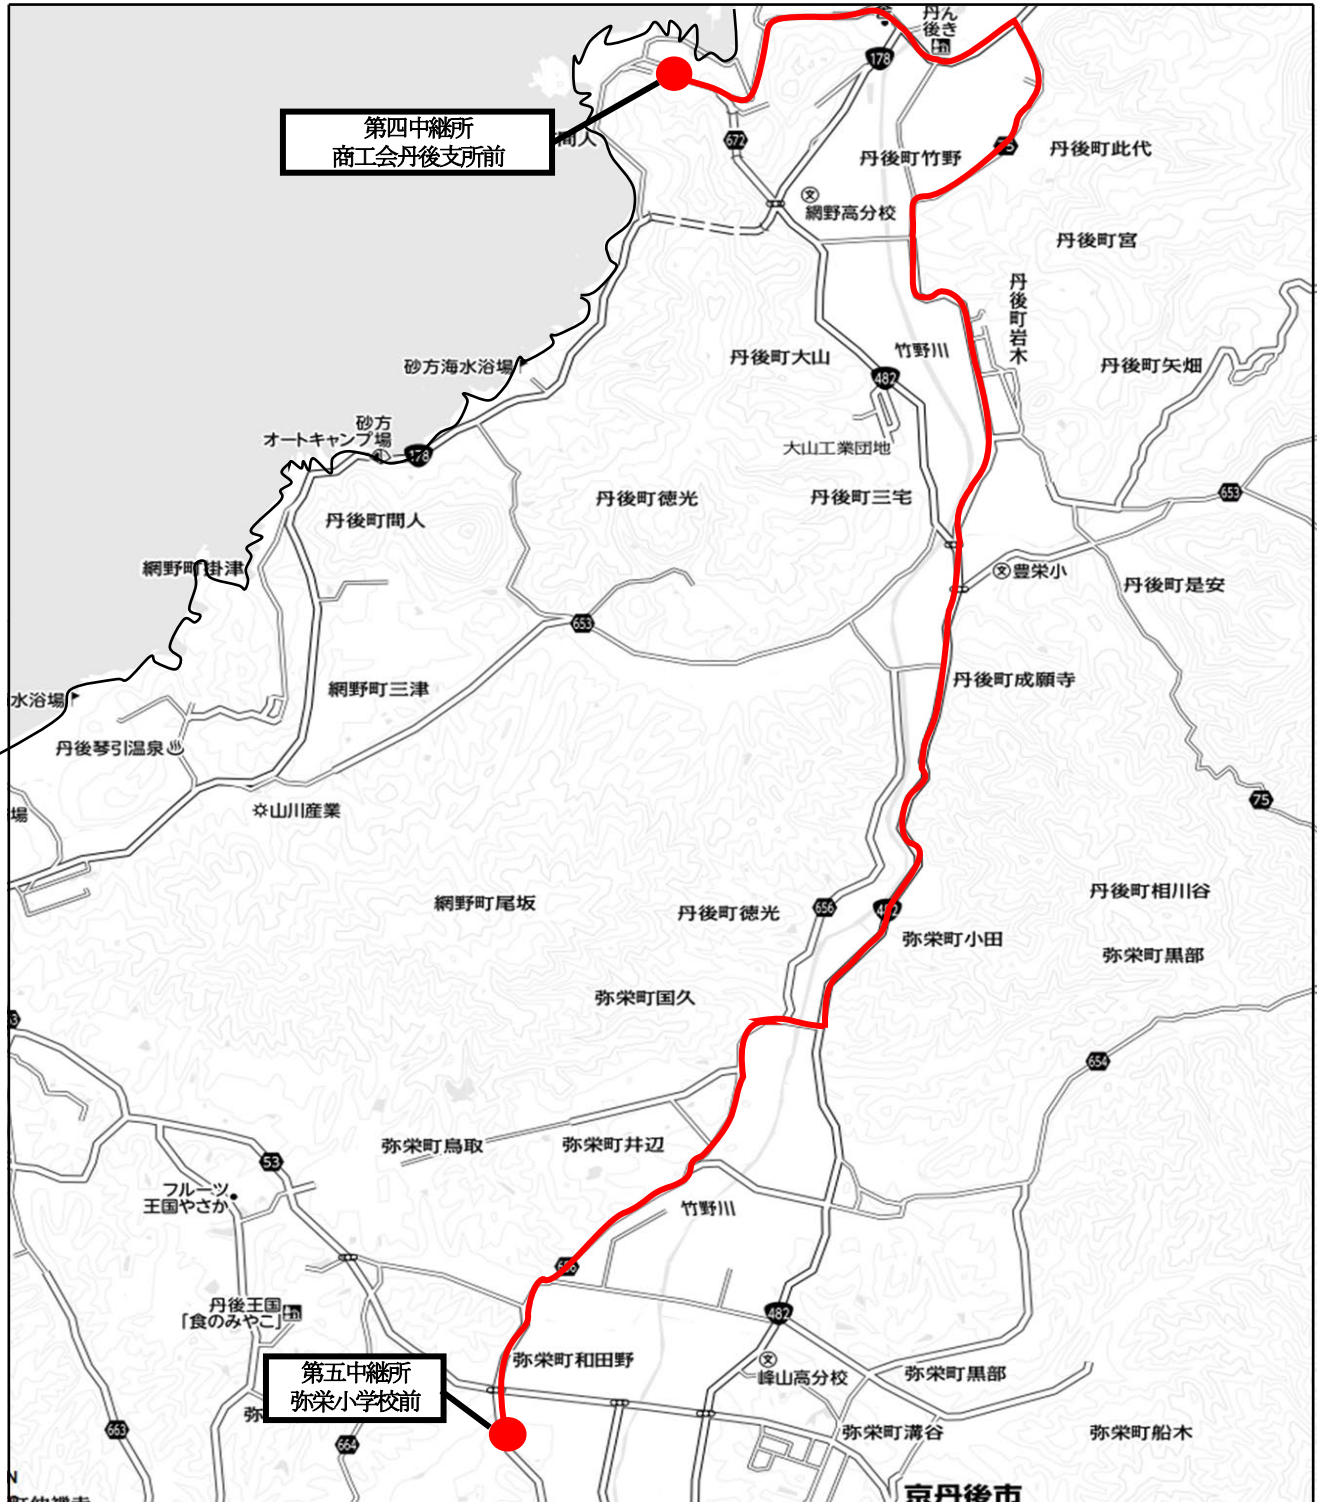 丹
後
ん
き
178
第四中継所
商工会丹後支所前
間人
672
75
丹後町竹野
丹後町此代
網野高分校
丹後町宮
丹後町岩木
丹後町大山
竹野川
砂方海水浴場
482
丹後町矢畑
砂方
オートキャンプ場
178
大山工業団地
丹後町徳光
丹後町三宅
653
丹後町間人
網野町掛津
豊栄小
丹後町是安
653
網野町三津
丹後町成願寺
水浴場
丹後琴引温泉
75
山川産業
場
丹後町相川谷
網野町尾坂
丹後町徳光
656
482
弥栄町小田
弥栄町黒部
弥栄町国久
654
弥栄町鳥取
弥栄町井辺
53
フルーツ
王国やさか
竹野川
656
丹後王国
「食のみやこ」
482
第五中継所
弥栄小学校前
弥栄町和田野
峰山高分校
弥栄町黒部
弥
663
664
弥栄町溝谷
弥栄町船木
N
京丹後市